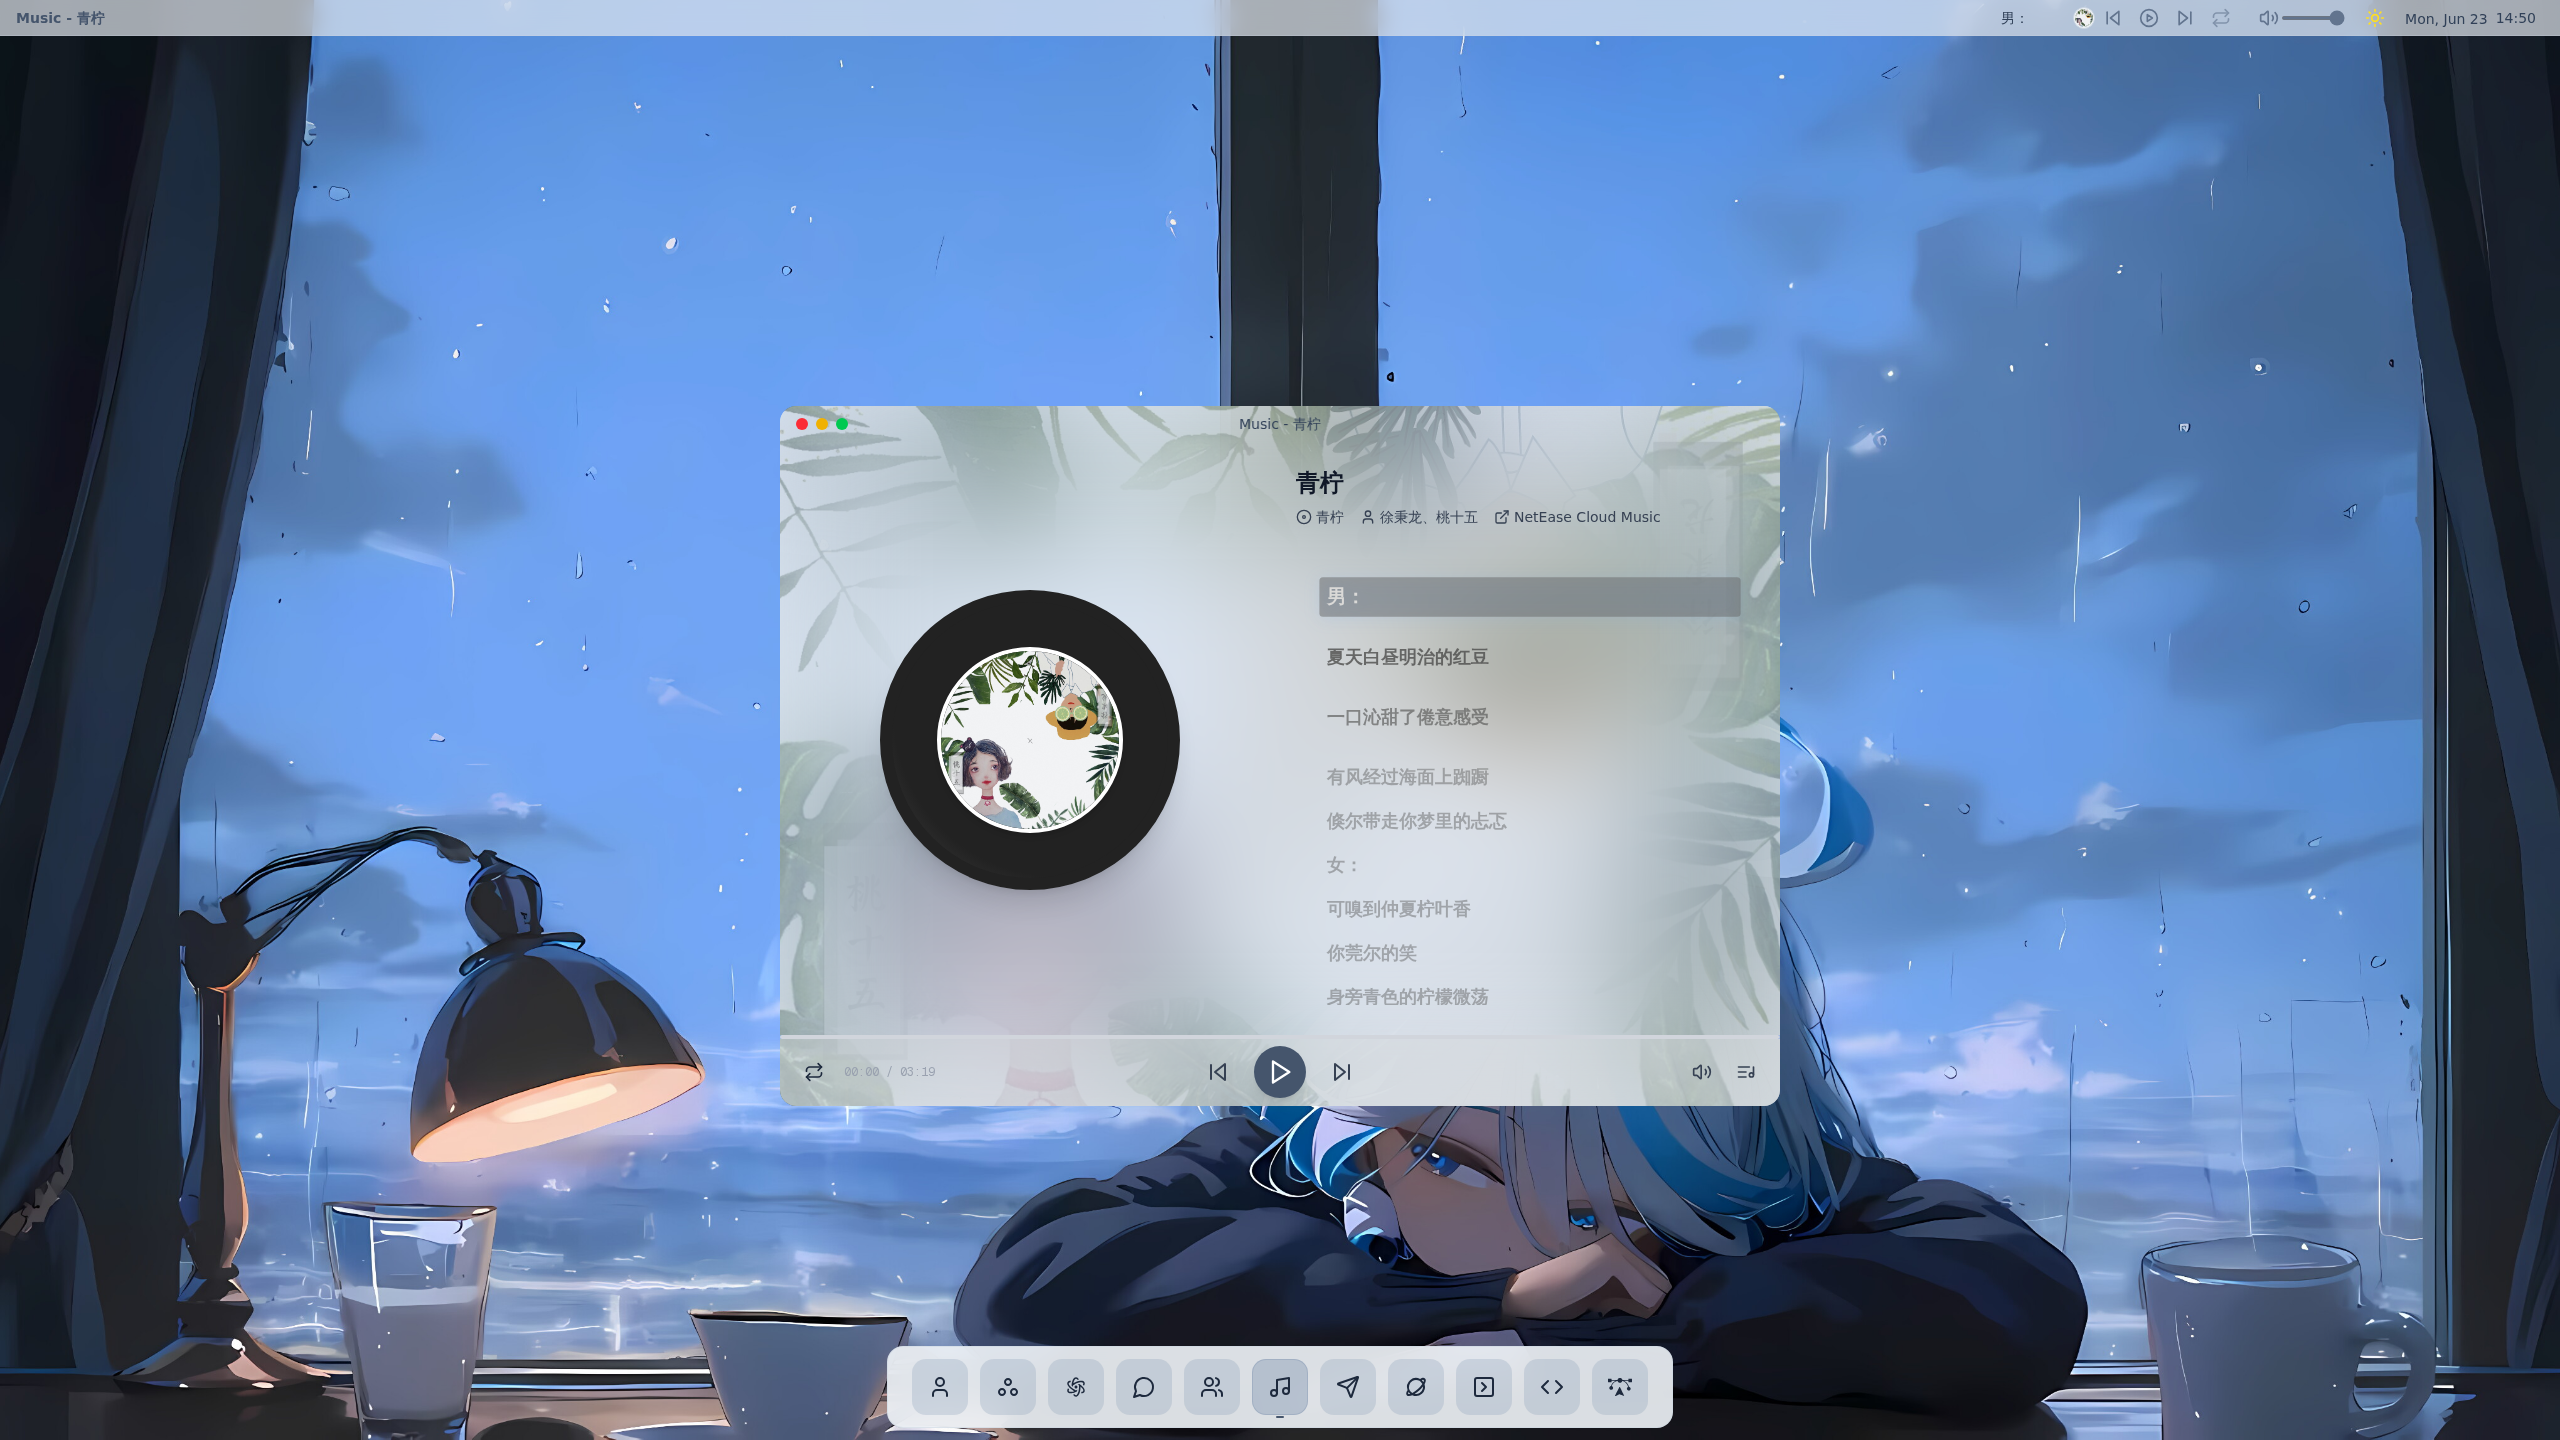 Music - 青柠
男：
Mon, Jun 23 14:50
Music - 青柠
青柠
青柠 徐秉龙、桃十五 NetEase Cloud Music
男：
夏天白昼明治的红豆
一口沁甜了倦意感受
有风经过海面上踟蹰
倏尔带走你梦里的忐忑
女：
可嗅到仲夏柠叶香
你莞尔的笑
身旁青色的柠檬微荡
桃十五
00:00 / 03:19